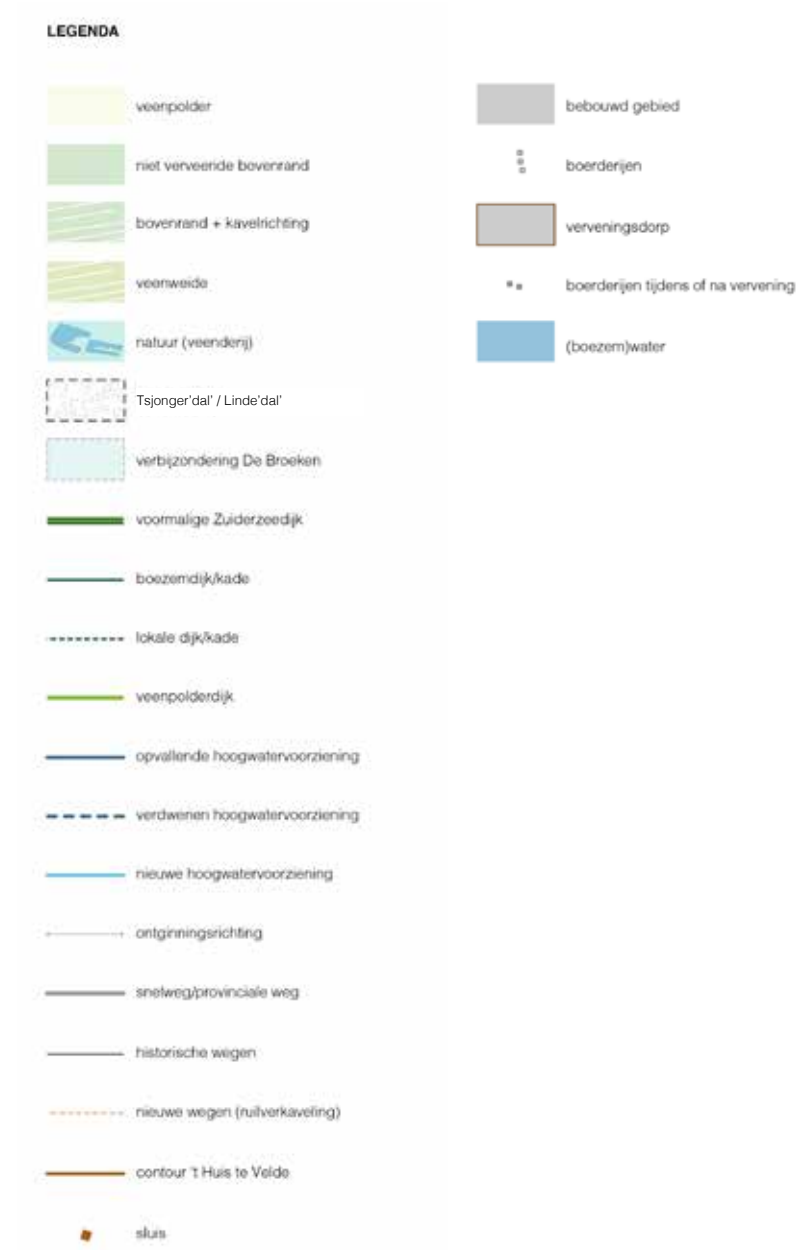 LEGENDA
veenpolder
niet verveende bovenrand
bovenrand + kavelrichting
veenweide
natuur (veenderij)
Tsjonger'dal' / Linde'dal'
verbijzondering De Broeken
voormalige Zuiderzeedijk
boezemdijk/kade
lokale dijk/kade
veenpolderdijk
opvallende hoogwatervoorziening
verdwenen hoogwatervoorziening
nieuwe hoogwatervoorziening
ontginningsrichting
snelweg/provinciale weg
historische wegen
nieuwe wegen (ruilverkaveling)
contour 't Huis te Velde
sluis
bebouwd gebied
boerderijen
verveningsdorp
boerderijen tijdens of na vervening
(boezem)water